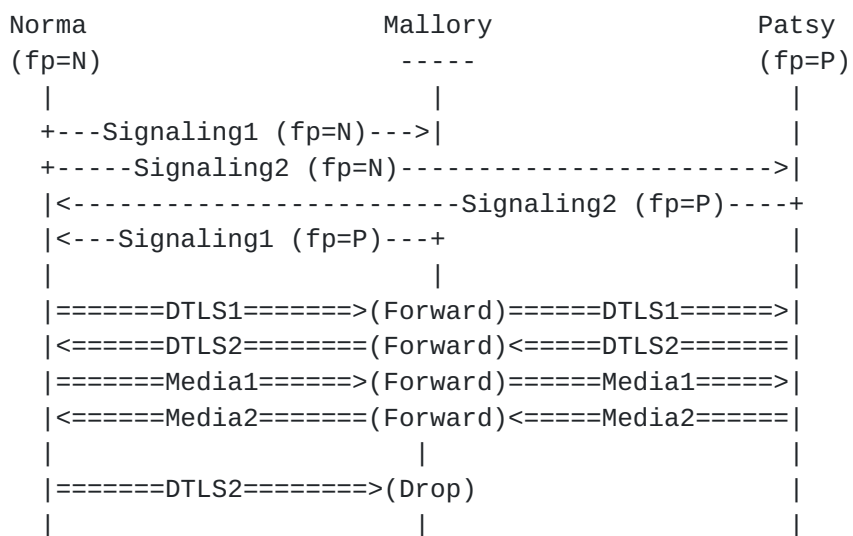 Norma                   Mallory                   Patsy
(fp=N)                   -----                    (fp=P)
  |                        |                        |
  +---Signaling1 (fp=N)--->|                        |
  +-----Signaling2 (fp=N)------------------------>|
  |<-------------------------Signaling2 (fp=P)----+
  |<---Signaling1 (fp=P)---+                        |
  |                        |                        |
  |=======DTLS1=======>(Forward)======DTLS1======>|
  |<======DTLS2========(Forward)<=====DTLS2=======|
  |=======Media1======>(Forward)======Media1=====>|
  |<======Media2=======(Forward)<=====Media2======|
  |                       |                       |
  |=======DTLS2========>(Drop)                    |
  |                       |                       |